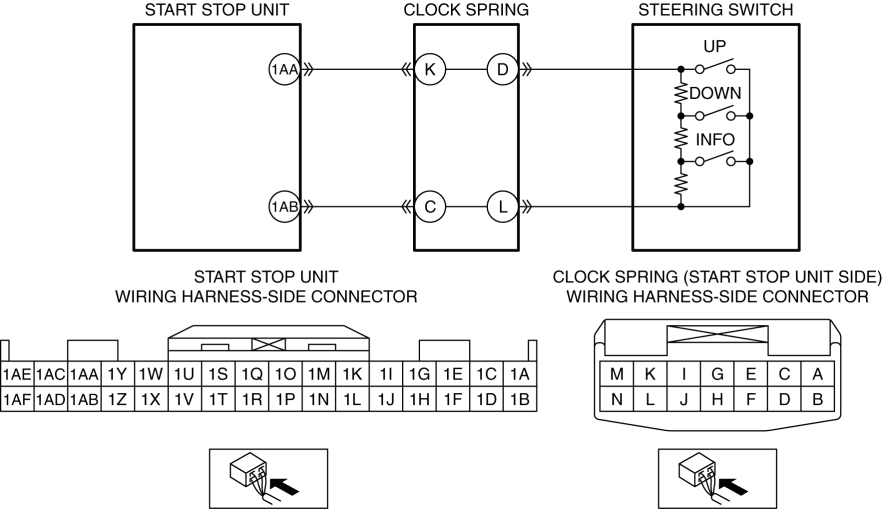 START STOP UNIT
CLOCK SPRING
STEERING SWITCH
UP
1AA
K
D
DOWN
INFO
1AB
C
L
START STOP UNIT
WIRING HARNESS-SIDE CONNECTOR
1AE 1AC 1AA 1Y 1W 1U 1S 1Q 1O 1M 1K 1I 1G 1E 1C 1A
1AF 1AD 1AB 1Z 1X 1V 1T 1R 1P 1N 1L 1J 1H 1F 1D 1B
CLOCK SPRING (START STOP UNIT SIDE)
WIRING HARNESS-SIDE CONNECTOR
M K I G E C A
N L J H F D B